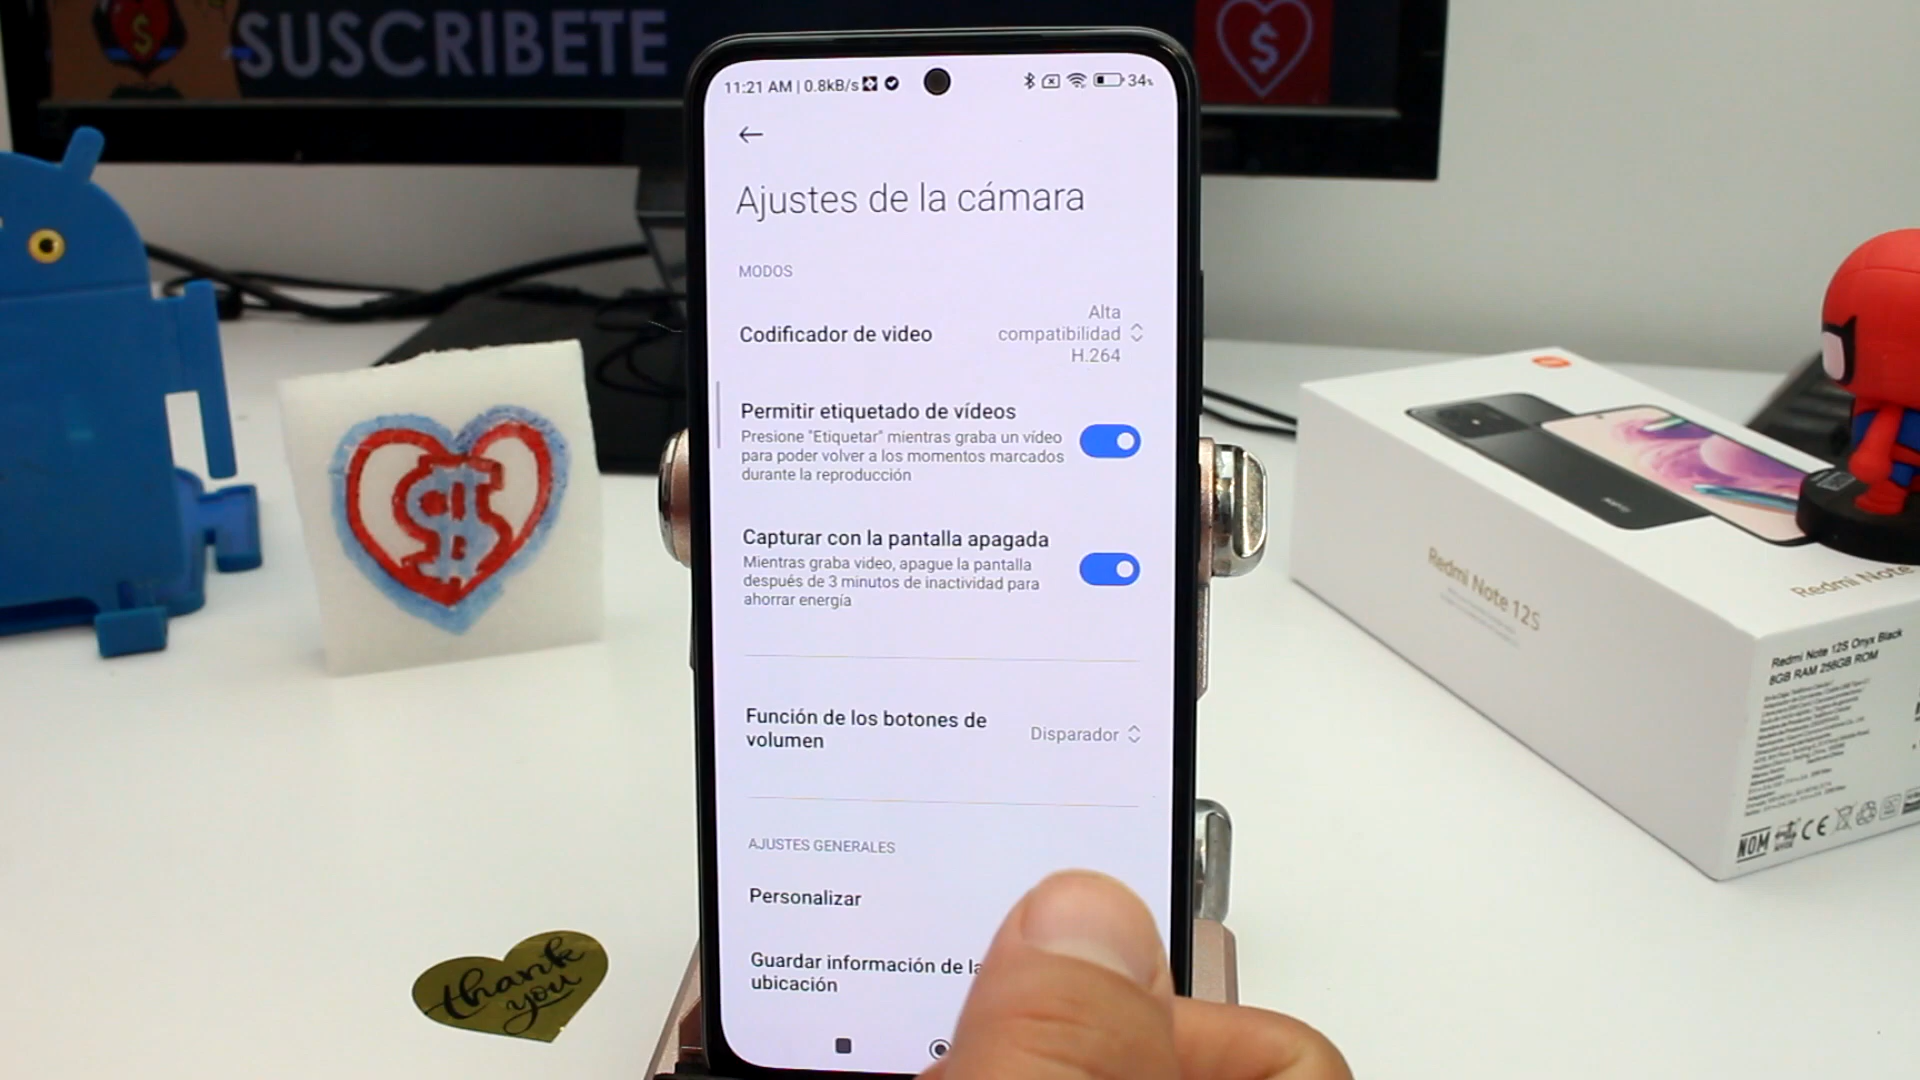 SUSCRIBETE
$
$
11:21 AM | 0.8kB/s
34%
Ajustes de la cámara
MODOS
Codificador de video
Alta
compatibilidad
H.264
Permitir etiquetado de vídeos
Presione "Etiquetar" mientras graba un vídeo
para poder volver a los momentos marcados
durante la reproducción
Capturar con la pantalla apagada
Mientras graba video, apague la pantalla
después de 3 minutos de inactividad para
ahorrar energía
Función de los botones de
volumen
Disparador
AJUSTES GENERALES
Personalizar
Guardar información de la
ubicación
$
thank
you
Redmi Note 12S
Redmi Note
Redmi Note 12S Onyx Black
8GB RAM 256GB ROM
NOM
CE